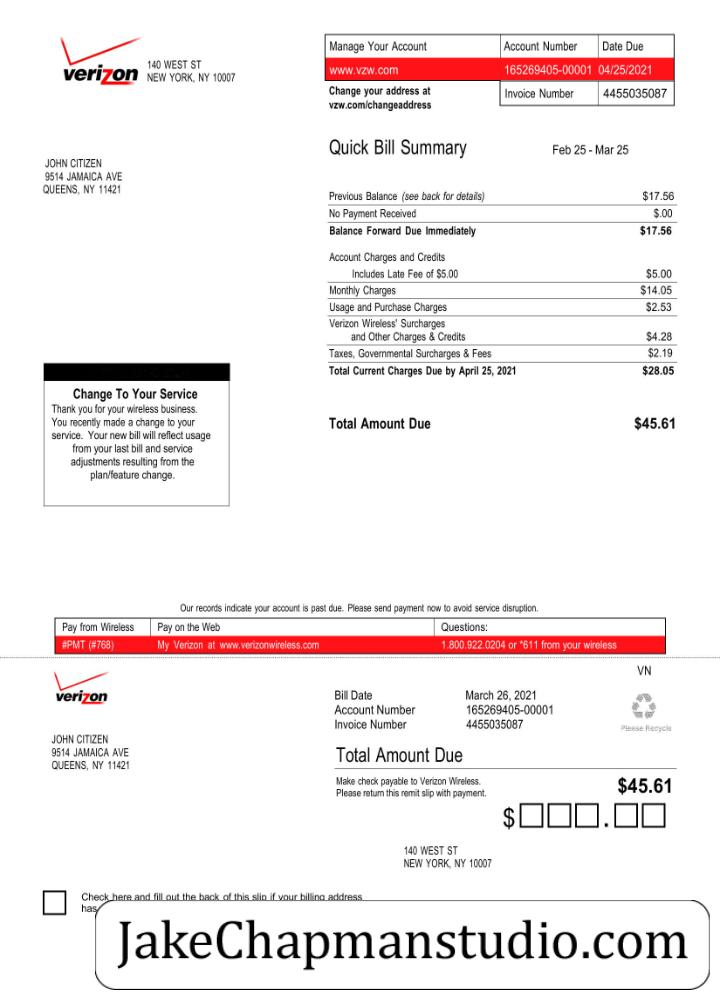 verizon
140 WEST ST
NEW YORK, NY 10007
Manage Your Account Account Number Date Due
www.vzw.com 165269405-00001 04/25/2021
Change your address at
vzw.com/changeaddress
Invoice Number 4455035087
Quick Bill Summary Feb 25 - Mar 25
JOHN CITIZEN
9514 JAMAICA AVE
QUEENS, NY 11421
Previous Balance (see back for details) $17.56
No Payment Received $.00
Balance Forward Due Immediately $17.56
Account Charges and Credits
Includes Late Fee of $5.00 $5.00
Monthly Charges $14.05
Usage and Purchase Charges $2.53
Verizon Wireless' Surcharges
and Other Charges & Credits $4.28
Taxes, Governmental Surcharges & Fees $2.19
Total Current Charges Due by April 25, 2021 $28.05
Total Amount Due $45.61
Change To Your Service
Thank you for your wireless business.
You recently made a change to your
service. Your new bill will reflect usage
from your last bill and service
adjustments resulting from the
plan/feature change.
Our records indicate your account is past due. Please send payment now to avoid service disruption.
Pay from Wireless Pay on the Web Questions:
#PMT (#768) My Verizon at www.verizonwireless.com 1.800.922.0204 or *611 from your wireless
VN
verizon
Bill Date March 26, 2021
Account Number 165269405-00001
Invoice Number 4455035087
Please Recycle
JOHN CITIZEN
9514 JAMAICA AVE
QUEENS, NY 11421
Total Amount Due
Make check payable to Verizon Wireless.
Please return this remit slip with payment.
$45.61
$ .
140 WEST ST
NEW YORK, NY 10007
Check here and fill out the back of this slip if your billing address
has
JakeChapmanstudio.com